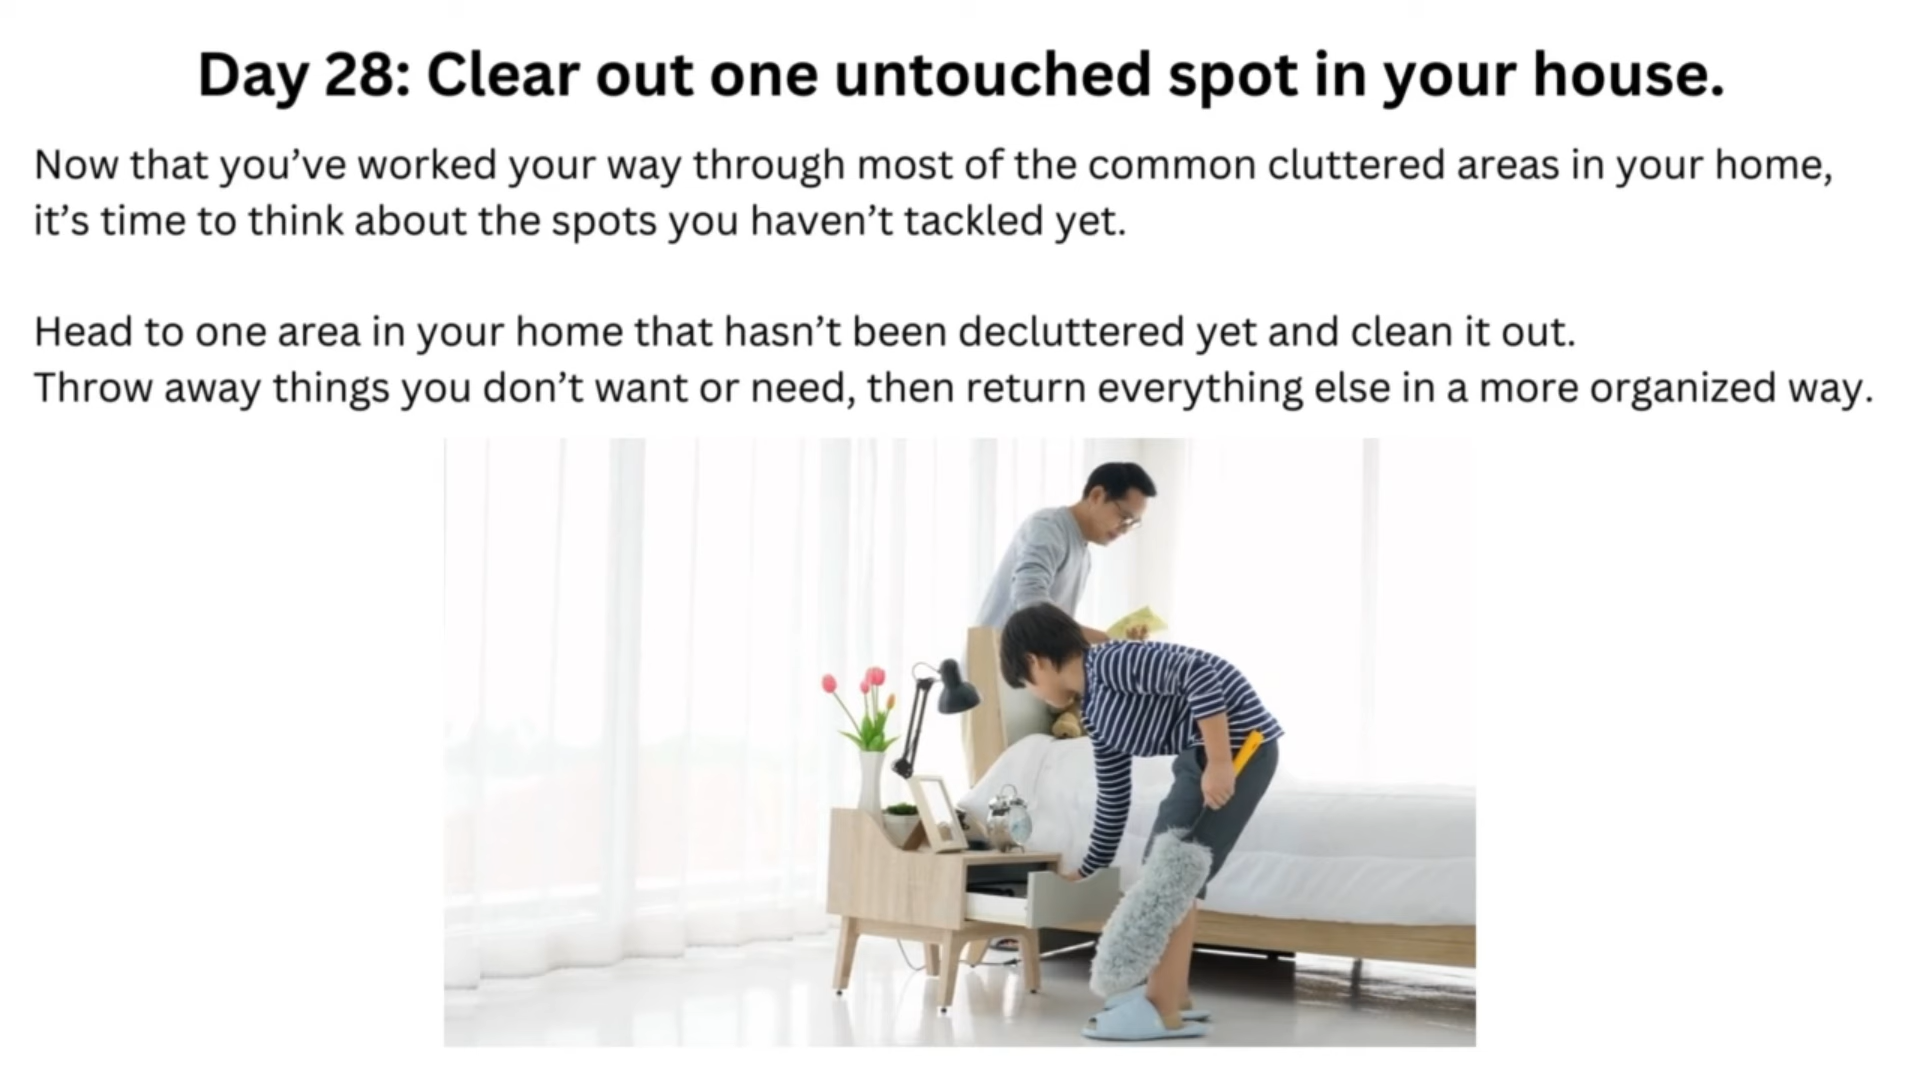 Day 28: Clear out one untouched spot in your house.
Now that you’ve worked your way through most of the common cluttered areas in your home,
it’s time to think about the spots you haven’t tackled yet.
Head to one area in your home that hasn’t been decluttered yet and clean it out.
Throw away things you don’t want or need, then return everything else in a more organized way.